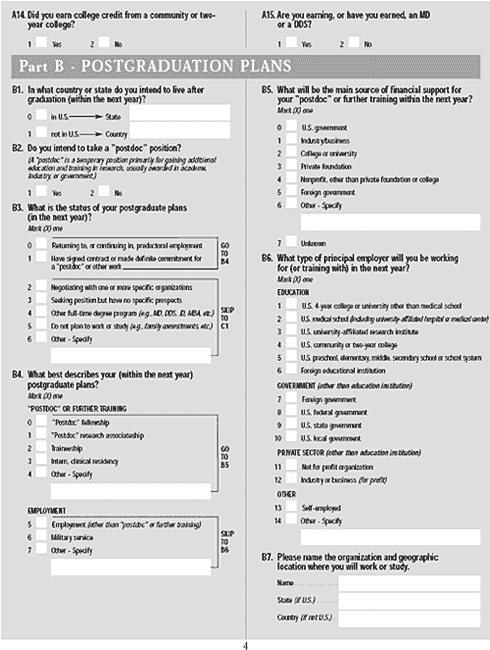 A14. Did you earn college credit from a community or two-
year college?
1 Yes 2 No
A15. Are you earning, or have you earned, an MD
or a DDS?
1 Yes 2 No
Part B - POSTGRADUATION PLANS
B1. In what country or state do you intend to live after
graduation (within the next year)?
0 in U.S. State
1 not in U.S. Country
B2. Do you intend to take a "postdoc" position?
(A "postdoc" is a temporary position primarily for gaining additional
education and training in research, usually awarded in academe,
industry, or government.)
1 Yes 2 No
B3. What is the status of your postgraduate plans
(in the next year)?
Mark (X) one
0 Returning to, or continuing in, predoctoral employment
1 Have signed contract or made definite commitment for
a "postdoc" or other work
GO
TO
B4
2 Negotiating with one or more specific organizations
3 Seeking position but have no specific prospects
4 Other full-time degree program (e.g., MD, DDS, JD, MBA, etc.)
5 Do not plan to work or study (e.g., family commitments, etc.)
6 Other - Specify
SKIP
TO
C1
B4. What best describes your (within the next year)
postgraduate plans?
Mark (X) one
"POSTDOC" OR FURTHER TRAINING
0 "Postdoc" fellowship
1 "Postdoc" research associateship
2 Traineeship
3 Intern, clinical residency
4 Other - Specify
GO
TO
B5
EMPLOYMENT
5 Employment (other than "postdoc" or further training)
6 Military service
7 Other - Specify
SKIP
TO
B6
B5. What will be the main source of financial support for
your "postdoc" or further training within the next year?
Mark (X) one
0 U.S. government
1 Industry/business
2 College or university
3 Private foundation
4 Nonprofit, other than private foundation or college
5 Foreign government
6 Other - Specify
7 Unknown
B6. What type of principal employer will you be working
for (or training with) in the next year?
Mark (X) one
EDUCATION
1 U.S. 4-year college or university other than medical school
2 U.S. medical school (including university-affiliated hospital or medical center)
3 U.S. university-affiliated research institute
4 U.S. community or two-year college
5 U.S. preschool, elementary, middle, secondary school or school system
6 Foreign educational institution
GOVERNMENT (other than education institution)
7 Foreign government
8 U.S. federal government
9 U.S. state government
10 U.S. local government
PRIVATE SECTOR (other than education institution)
11 Not for profit organization
12 Industry or business (for profit)
OTHER
13 Self-employed
14 Other - Specify
B7. Please name the organization and geographic
location where you will work or study.
Name
State (if U.S.)
Country (if not U.S.)
4